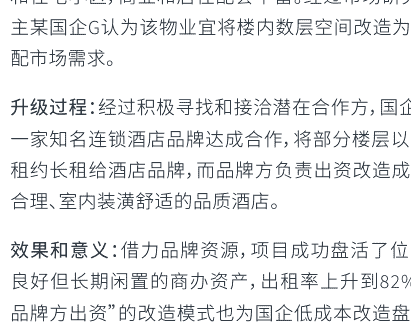 主某国企G认为该物业宜将楼内数层空间改造为
配市场需求。
升级过程：经过积极寻找和接洽潜在合作方，国企
一家知名连锁酒店品牌达成合作，将部分楼层以
租约长租给酒店品牌，而品牌方负责出资改造成
合理、室内装潢舒适的品质酒店。
效果和意义：借力品牌资源，项目成功盘活了位
良好但长期闲置的商办资产，出租率上升到82%
品牌方出资”的改造模式也为国企低成本改造盘